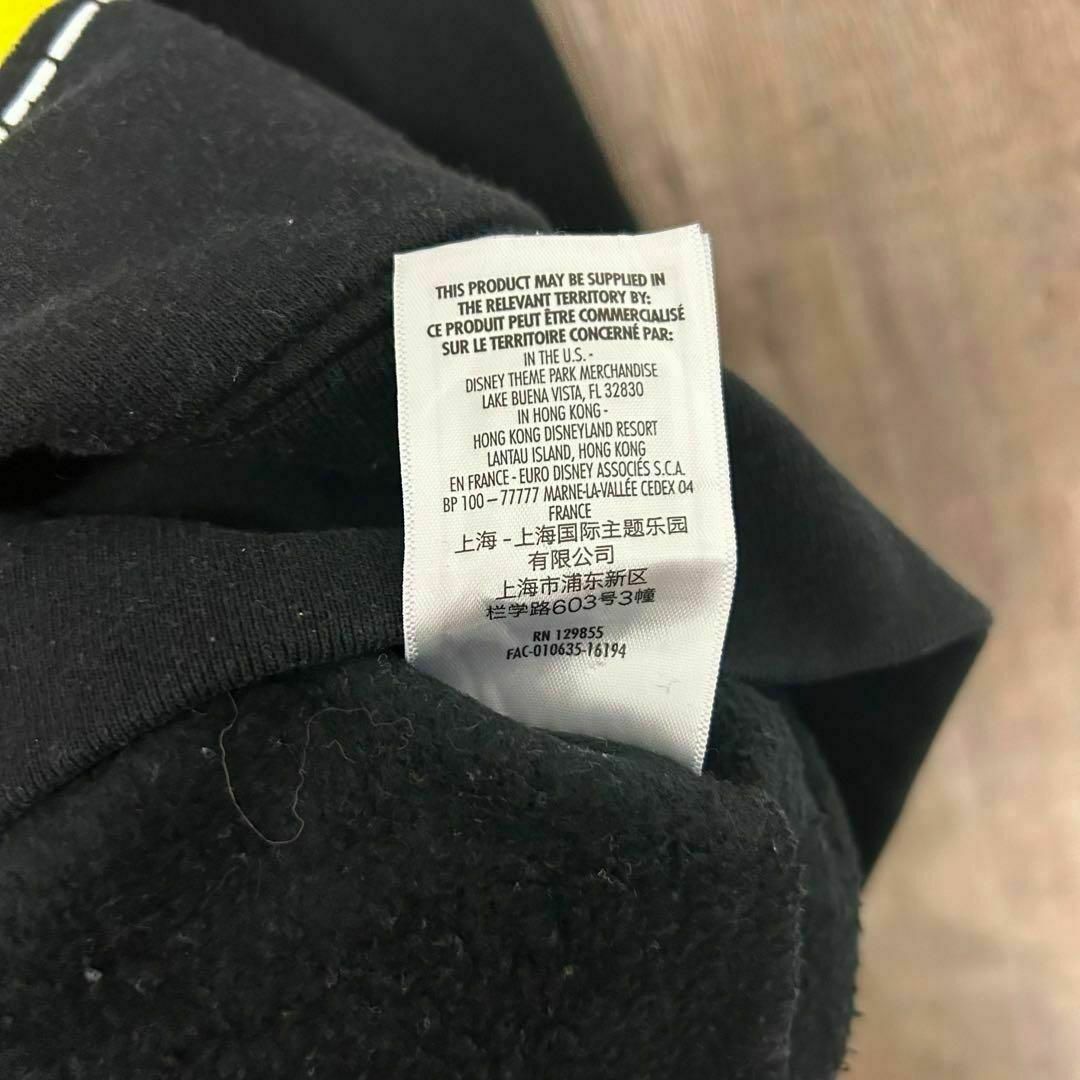 THIS PRODUCT MAY BE SUPPLIED IN
THE RELEVANT TERRITORY BY:
CE PRODUIT PEUT ÊTRE COMMERCIALISÉ
SUR LE TERRITOIRE CONCERNÉ PAR:
IN THE U.S. -
DISNEY THEME PARK MERCHANDISE
LAKE BUENA VISTA, FL 32830
IN HONG KONG -
HONG KONG DISNEYLAND RESORT
LANTAU ISLAND, HONG KONG
EN FRANCE - EURO DISNEY ASSOCIÉS S.C.A.
BP 100 – 77777 MARNE-LA-VALLÉE CEDEX 04
FRANCE
上海 - 上海国际主题乐园
有限公司
上海市浦东新区
栏学路603号3幢
RN 129855
FAC-010635-16194